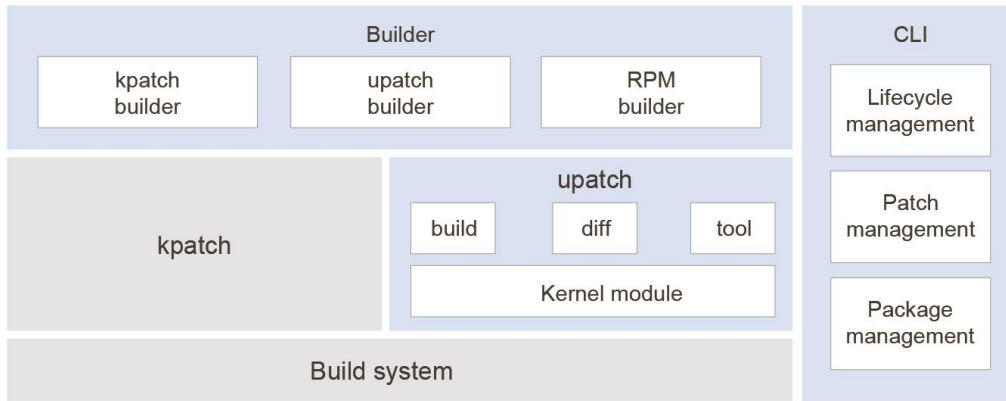 Builder
kpatch
builder
upatch
builder
RPM
builder
kpatch
upatch
build
diff
tool
Kernel module
Build system
CLI
Lifecycle
management
Patch
management
Package
management